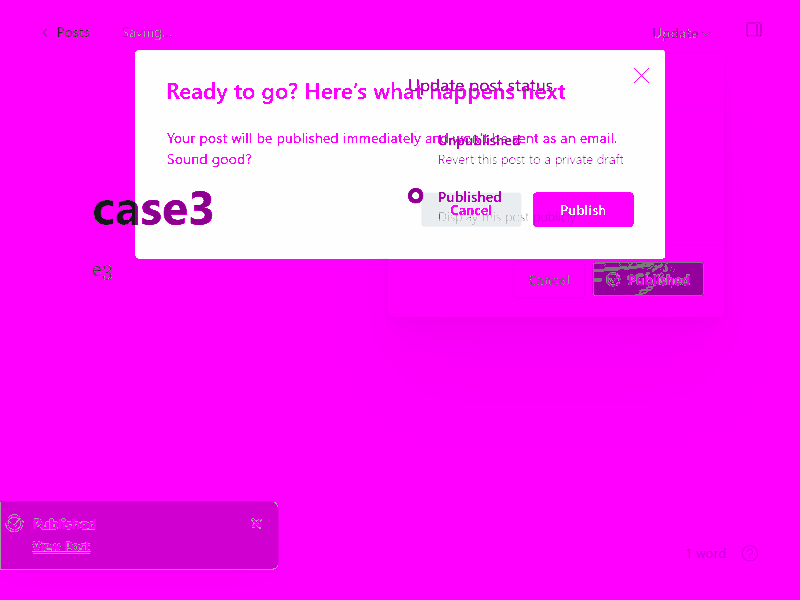 Posts
Saving...
Update
Ready to go? Here's what happens next
Update post status
Your post will be published immediately and won't be sent as an email.
Sound good?
Unpublished
Revert this post to a private draft
Published
Display this post publicly
Cancel
Publish
case3
e3
Cancel
Published
Published
View Post
1 word